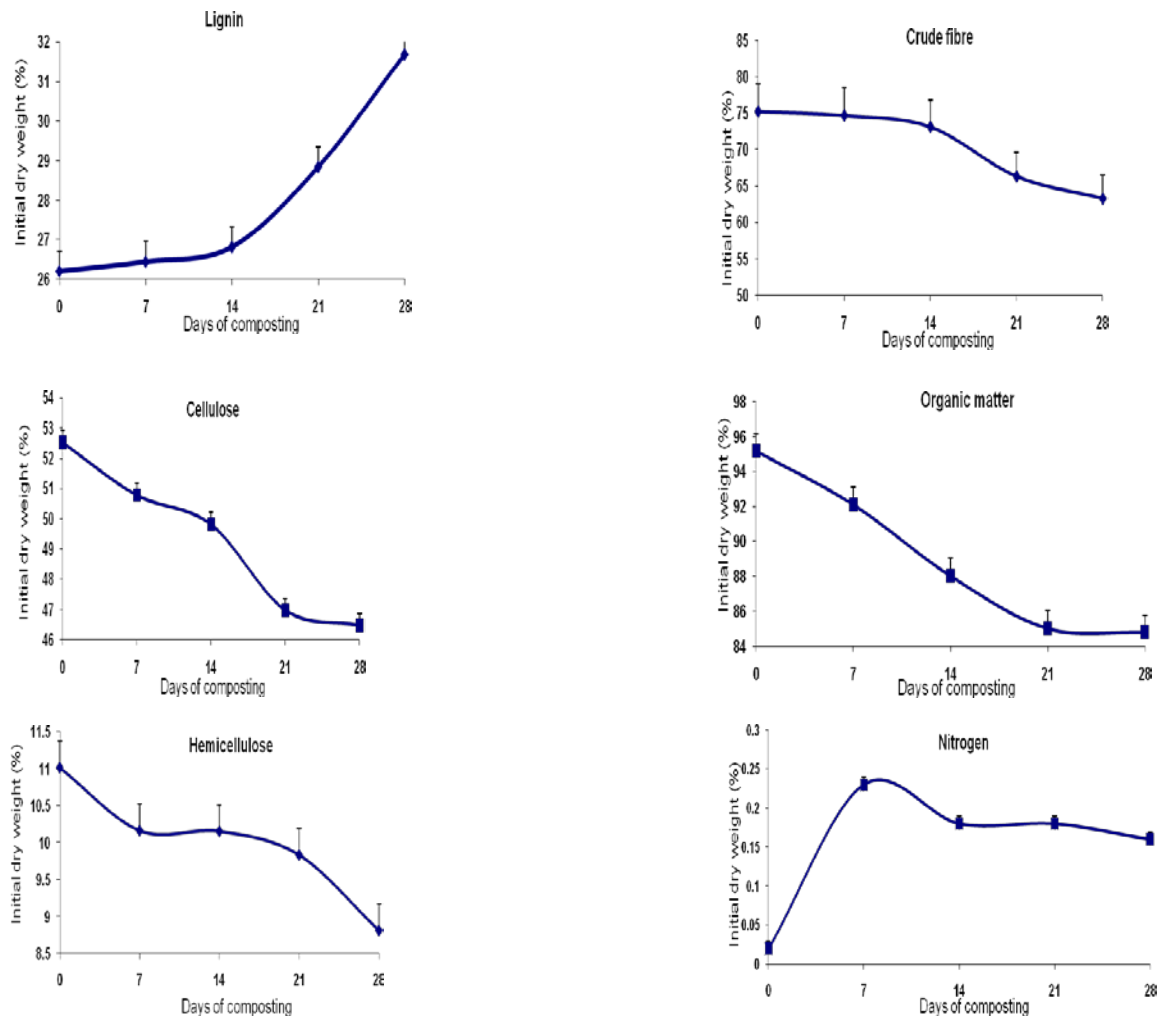 Lignin
Initial dry weight (%)
32
31
30
29
28
27
26
0 7 14 21 28
Days of composting
Crude fibre
Initial dry weight (%)
85
80
75
70
65
60
55
50
0 7 14 21 28
Days of composting
Cellulose
Initial dry weight (%)
54
53
52
51
50
49
48
47
46
0 7 14 21 28
Days of composting
Organic matter
Initial dry weight (%)
98
96
94
92
90
88
86
84
0 7 14 21 28
Days of composting
Hemicellulose
Initial dry weight (%)
11.5
11
10.5
10
9.5
9
8.5
0 7 14 21 28
Days of composting
Nitrogen
Initial dry weight (%)
0.3
0.25
0.2
0.15
0.1
0.05
0
0 7 14 21 28
Days of composting